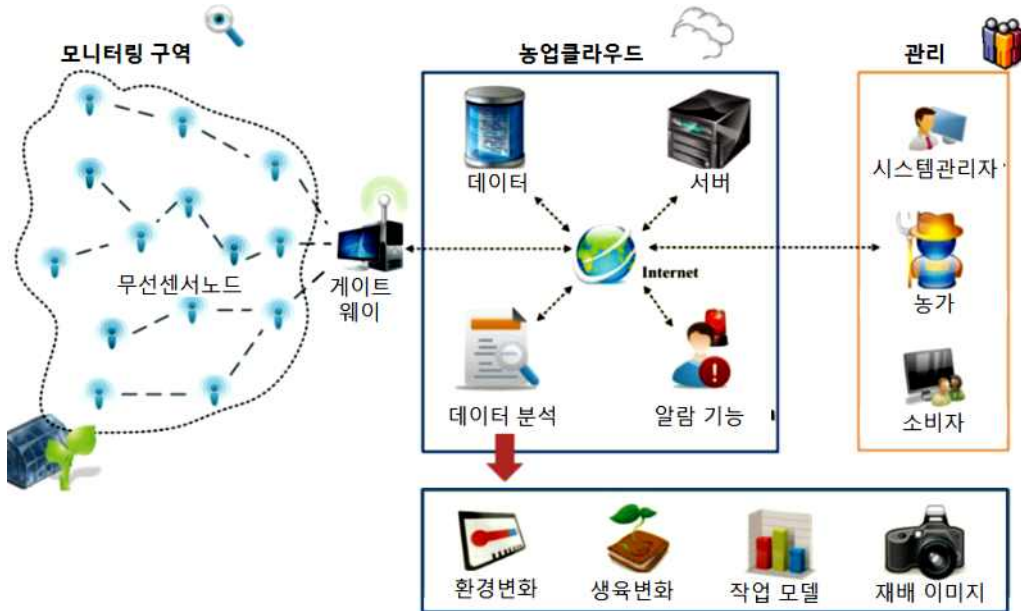 모니터링 구역
무선센서노드
게이트
웨이
농업클라우드
데이터
서버
Internet
데이터 분석
알람 기능
관리
시스템관리자
농가
소비자
환경변화
생육변화
작업 모델
재배 이미지